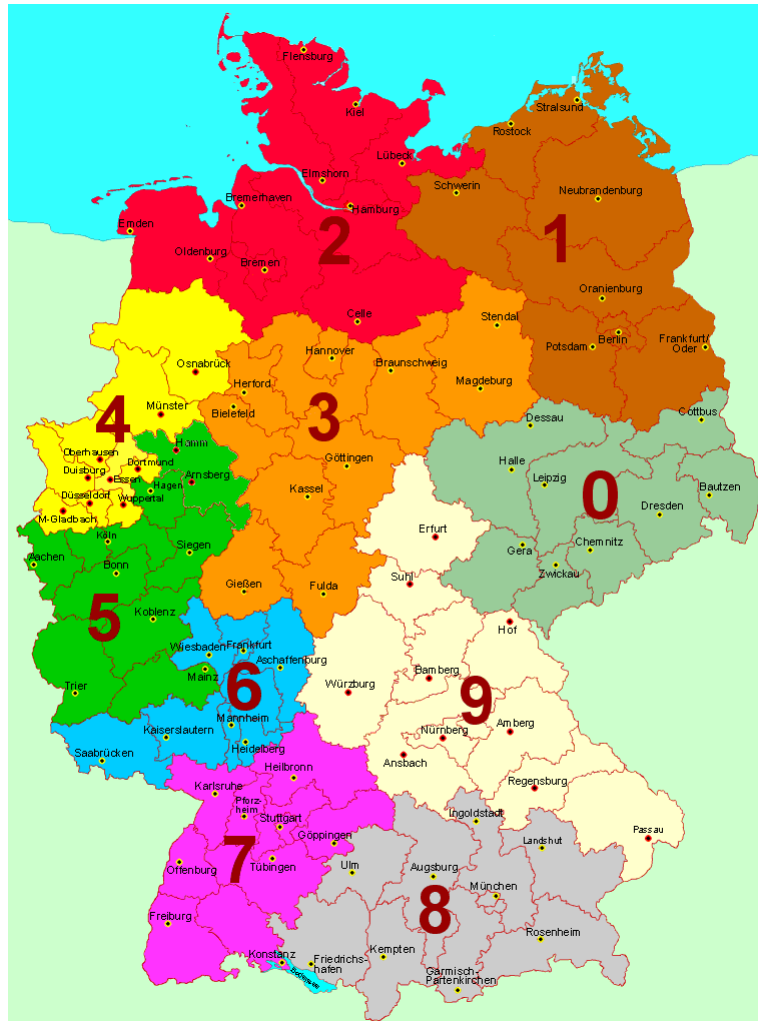 Flensburg
Kiel
Stralsund
Rostock
Lübeck
Elmshorn
Schwerin
Neubrandenburg
Bremerhaven
Hamburg
Emden
2
1
Oldenburg
Bremen
Oranienburg
Celle
Stendal
Berlin
Hannover
Potsdam
Frankfurt/
Oder
Osnabrück
Braunschweig
Herford
Magdeburg
4
Münster
Bielefeld
3
Dessau
Cottbus
Hamm
Oberhausen
Dortmund
Göttingen
Halle
Duisburg
Essen
Arnsberg
Leipzig
Hagen
0
Bautzen
Düsseldorf
Wuppertal
Kassel
Dresden
M-Gladbach
Erfurt
Köln
Siegen
Gera
Chemnitz
Aachen
Bonn
Zwickau
Suhl
Gießen
Fulda
5
Koblenz
Hof
Wiesbaden
Frankfurt
Aschaffenburg
Mainz
6
Bamberg
Trier
Würzburg
9
Mannheim
Amberg
Kaiserslautern
Nürnberg
Saabrücken
Heidelberg
Ansbach
Heilbronn
Regensburg
Karlsruhe
Pforz-
heim
Ingoldstadt
Stuttgart
Passau
Göppingen
Landshut
7
Offenburg
Tübingen
Ulm
Augsburg
München
8
Freiburg
Rosenheim
Konstanz
Friedrichs-
hafen
Kempten
Garmisch-
Partenkirchen
Bodensee